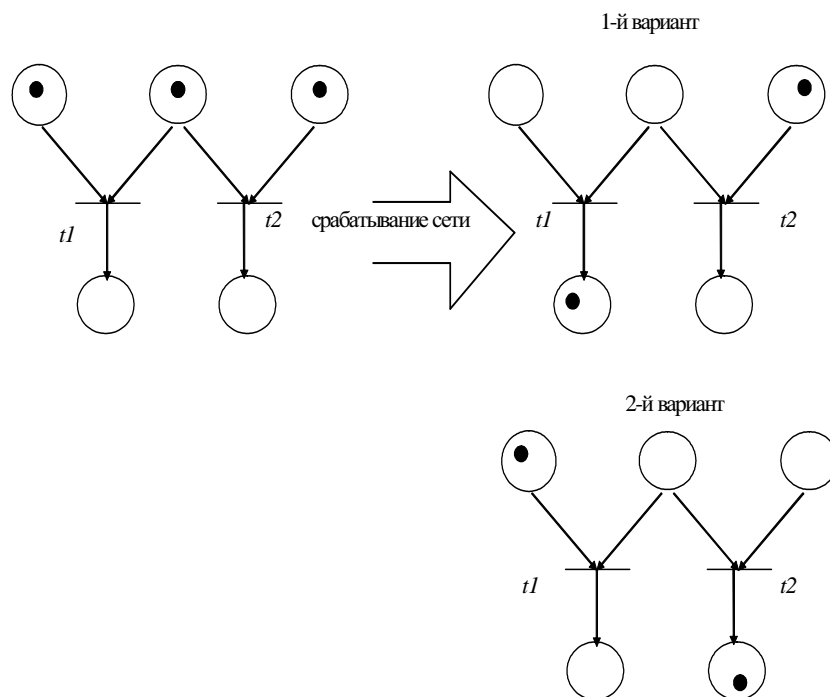 1-й вариант
срабатывание сети
t1
t2
t1
t2
2-й вариант
t1
t2